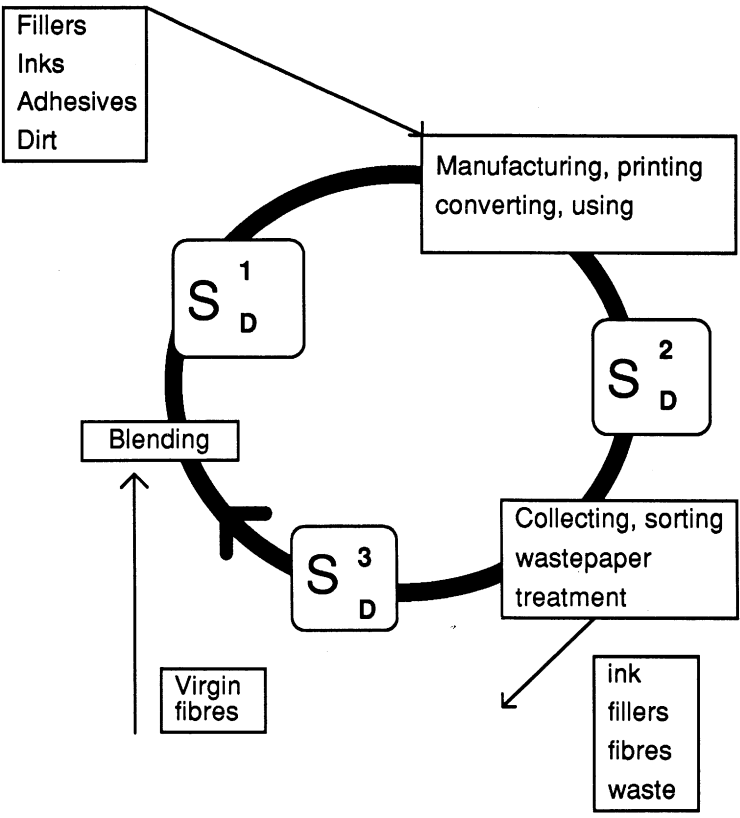 Fillers
Inks
Adhesives
Dirt
Manufacturing, printing
converting, using
S 1 D
S 2 D
Blending
Collecting, sorting
wastepaper
treatment
S 3 D
Virgin
fibres
ink
fillers
fibres
waste